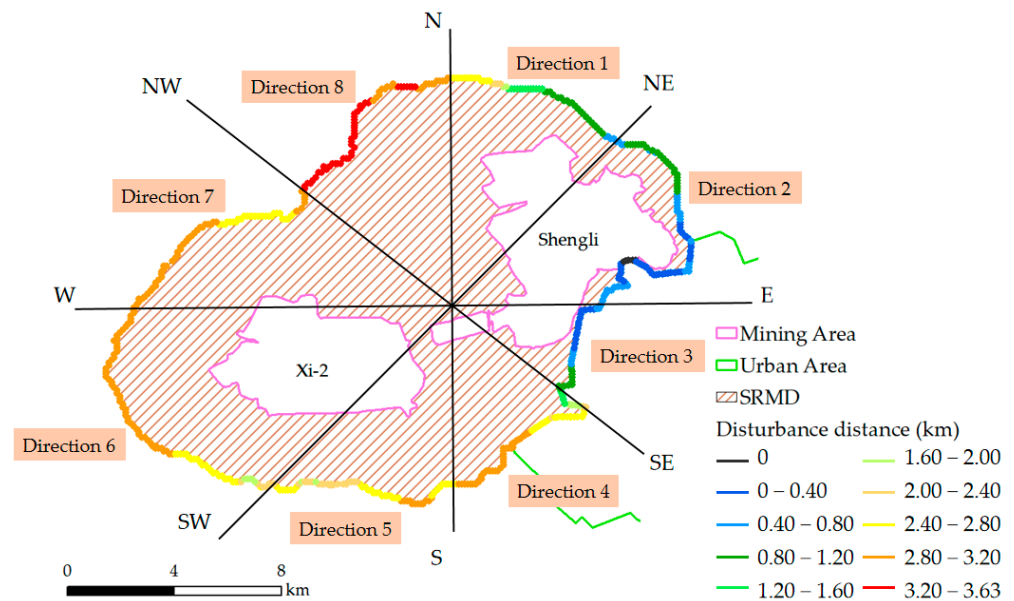 N
Direction 1
Direction 8
NW
NE
Direction 7
Direction 2
Shengli
W
E
Mining Area
Direction 3
Urban Area
Xi-2
SRMD
Disturbance distance (km)
Direction 6
0
1.60 – 2.00
SE
0 – 0.40
2.00 – 2.40
Direction 4
SW
0.40 – 0.80
2.40 – 2.80
Direction 5
S
0.80 – 1.20
2.80 – 3.20
0 4 8
km
1.20 – 1.60
3.20 – 3.63